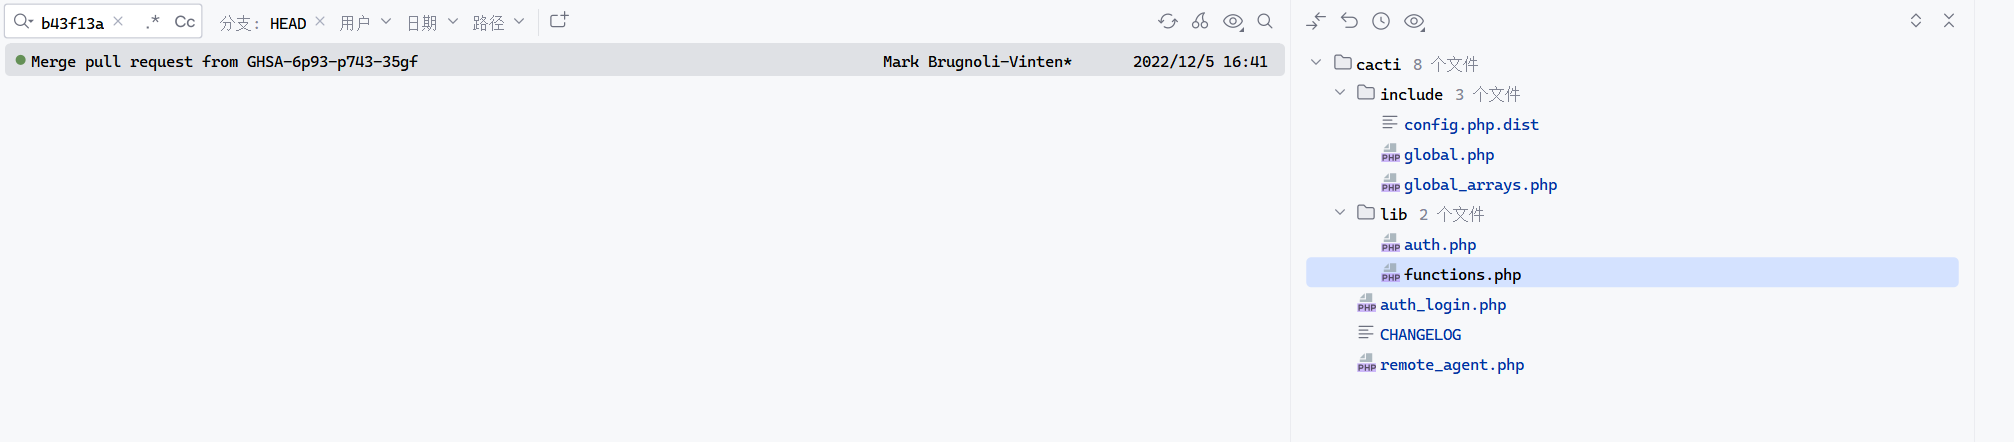 b43f13a × .* Cc 分支: HEAD × 用户 日期 路径
Merge pull request from GHSA-6p93-p743-35gf Mark Brugnoli-Vinten* 2022/12/5 16:41
cacti 8 个文件
include 3 个文件
config.php.dist
PHP global.php
PHP global_arrays.php
lib 2 个文件
PHP auth.php
PHP functions.php
PHP auth_login.php
CHANGELOG
PHP remote_agent.php